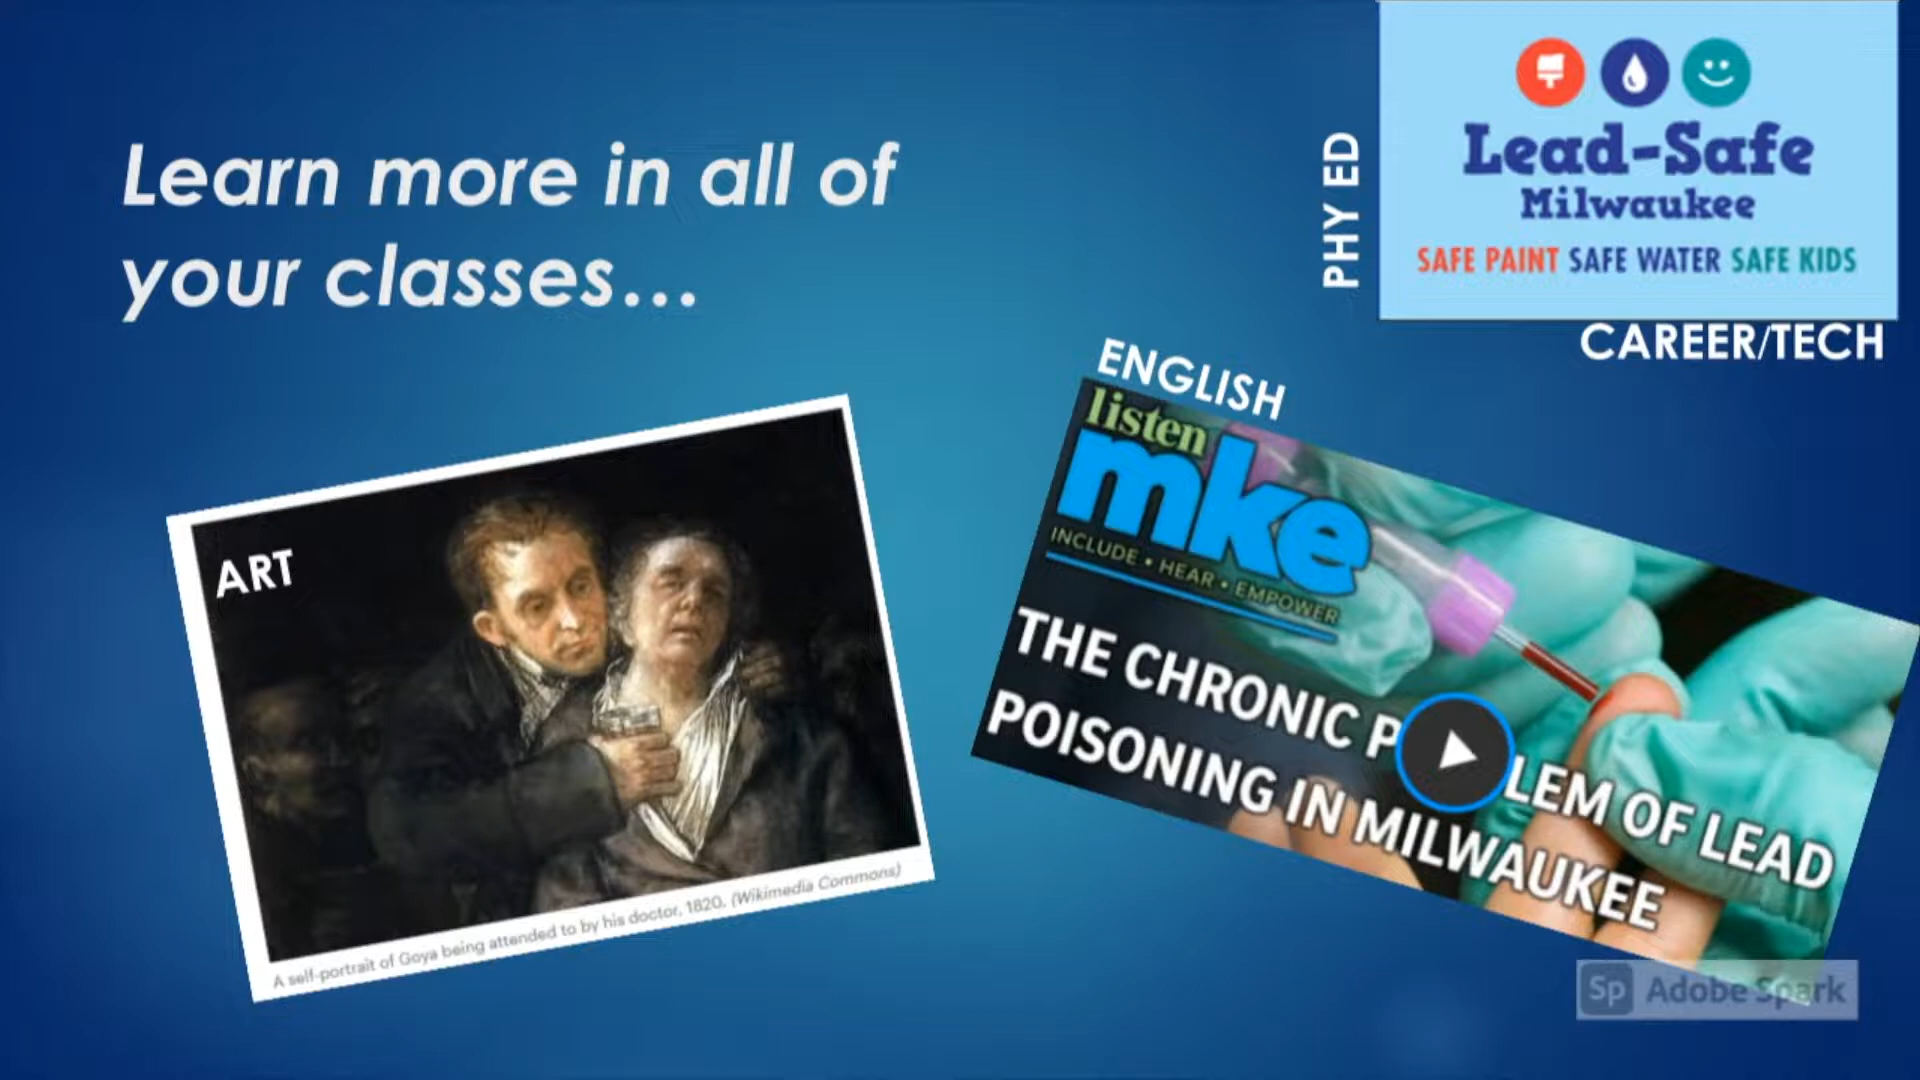 Learn more in all of
your classes...
PHY ED
Lead-Safe
Milwaukee
SAFE PAINT SAFE WATER SAFE KIDS
CAREER/TECH
ENGLISH
listen
mke
INCLUDE • HEAR • EMPOWER
THE CHRONIC P LEM OF LEAD
POISONING IN MILWAUKEE
ART
A self-portrait of Goya being attended to by his doctor, 1820. (Wikimedia Commons)
Sp Adobe Spark